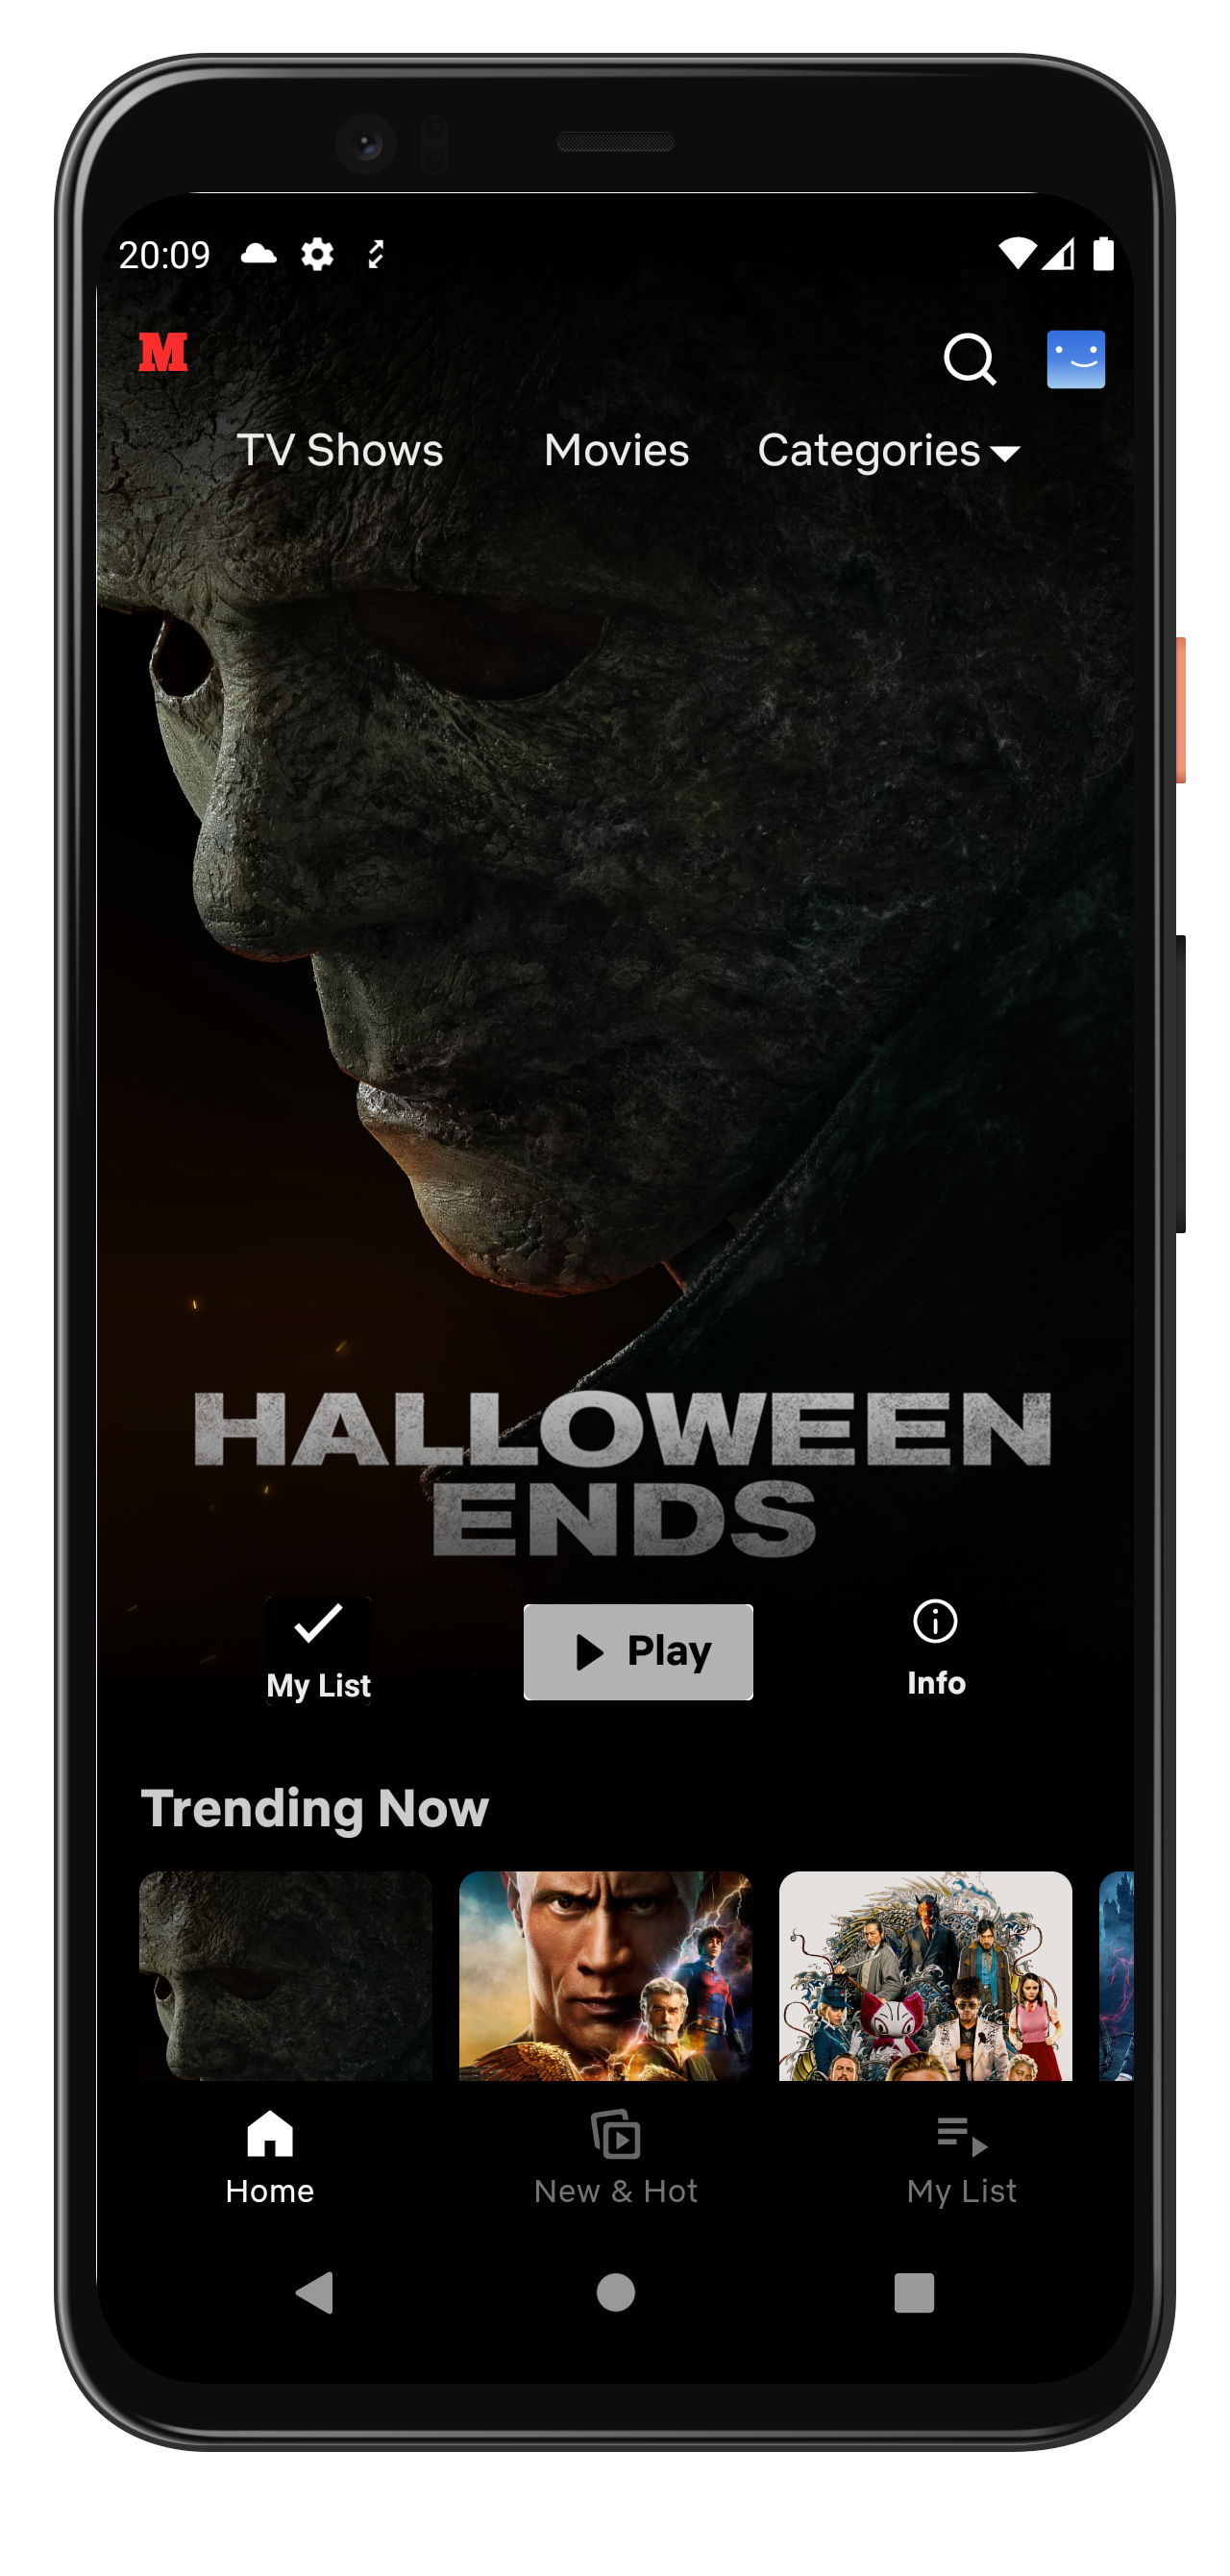 20:09
M
TV Shows
Movies
Categories
HALLOWEEN
ENDS
My List
Play
Info
Trending Now
Home
New & Hot
My List